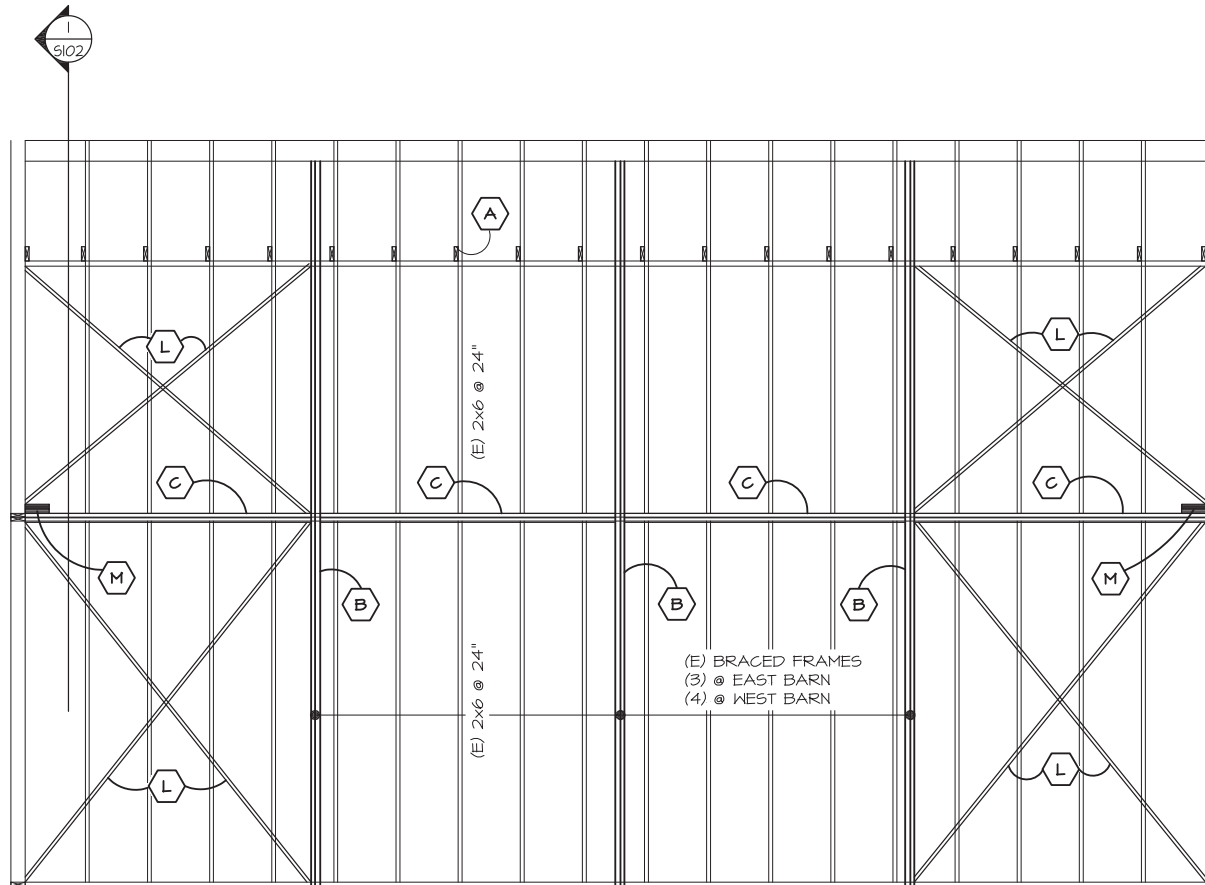 1
S102
A
L
L
(E) 2x6 @ 24"
C
C
C
C
M
M
B
B
B
(E) 2x6 @ 24"
(E) BRACED FRAMES
(3) @ EAST BARN
(4) @ WEST BARN
L
L